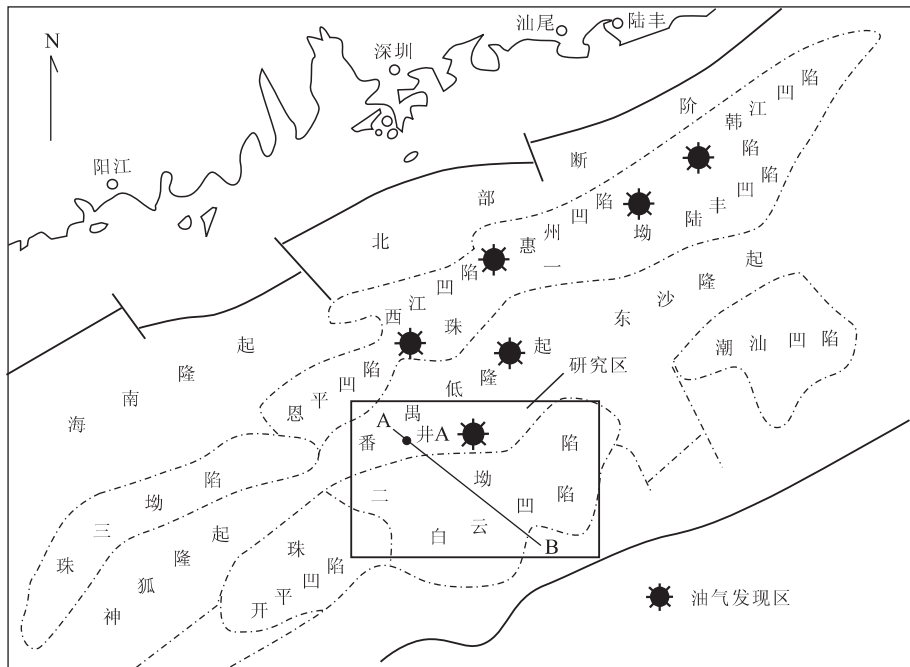 N
汕尾
陆丰
深圳
阳江
北部断阶
韩江凹陷
陆丰凹陷
惠州凹陷
西江凹陷
恩平凹陷
珠一坳陷
东沙隆起
潮汕凹陷
海南隆起
番禺低隆起
研究区
A
井A
珠二坳陷
白云凹陷
B
开平凹陷
珠三坳陷
神狐隆起
油气发现区